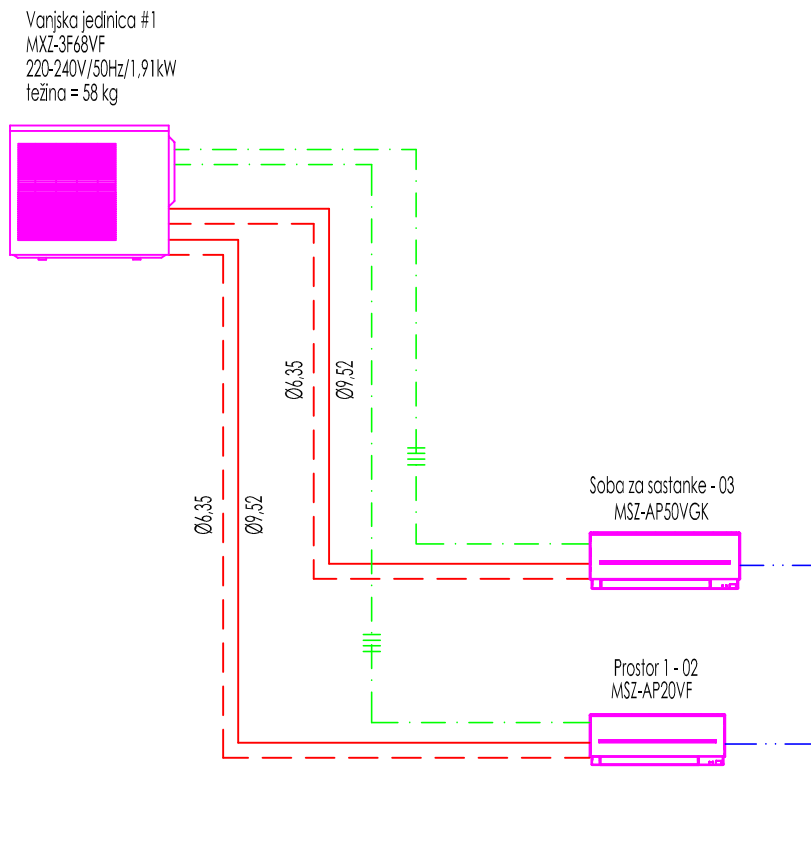 Vanjska jedinica #1
MXZ-3F68VF
220-240V/50Hz/1,91kW
težina = 58 kg
Ø6,35
Ø9,52
Ø6,35
Ø9,52
Soba za sastanke - 03
MSZ-AP50VGK
Prostor 1 - 02
MSZ-AP20VF